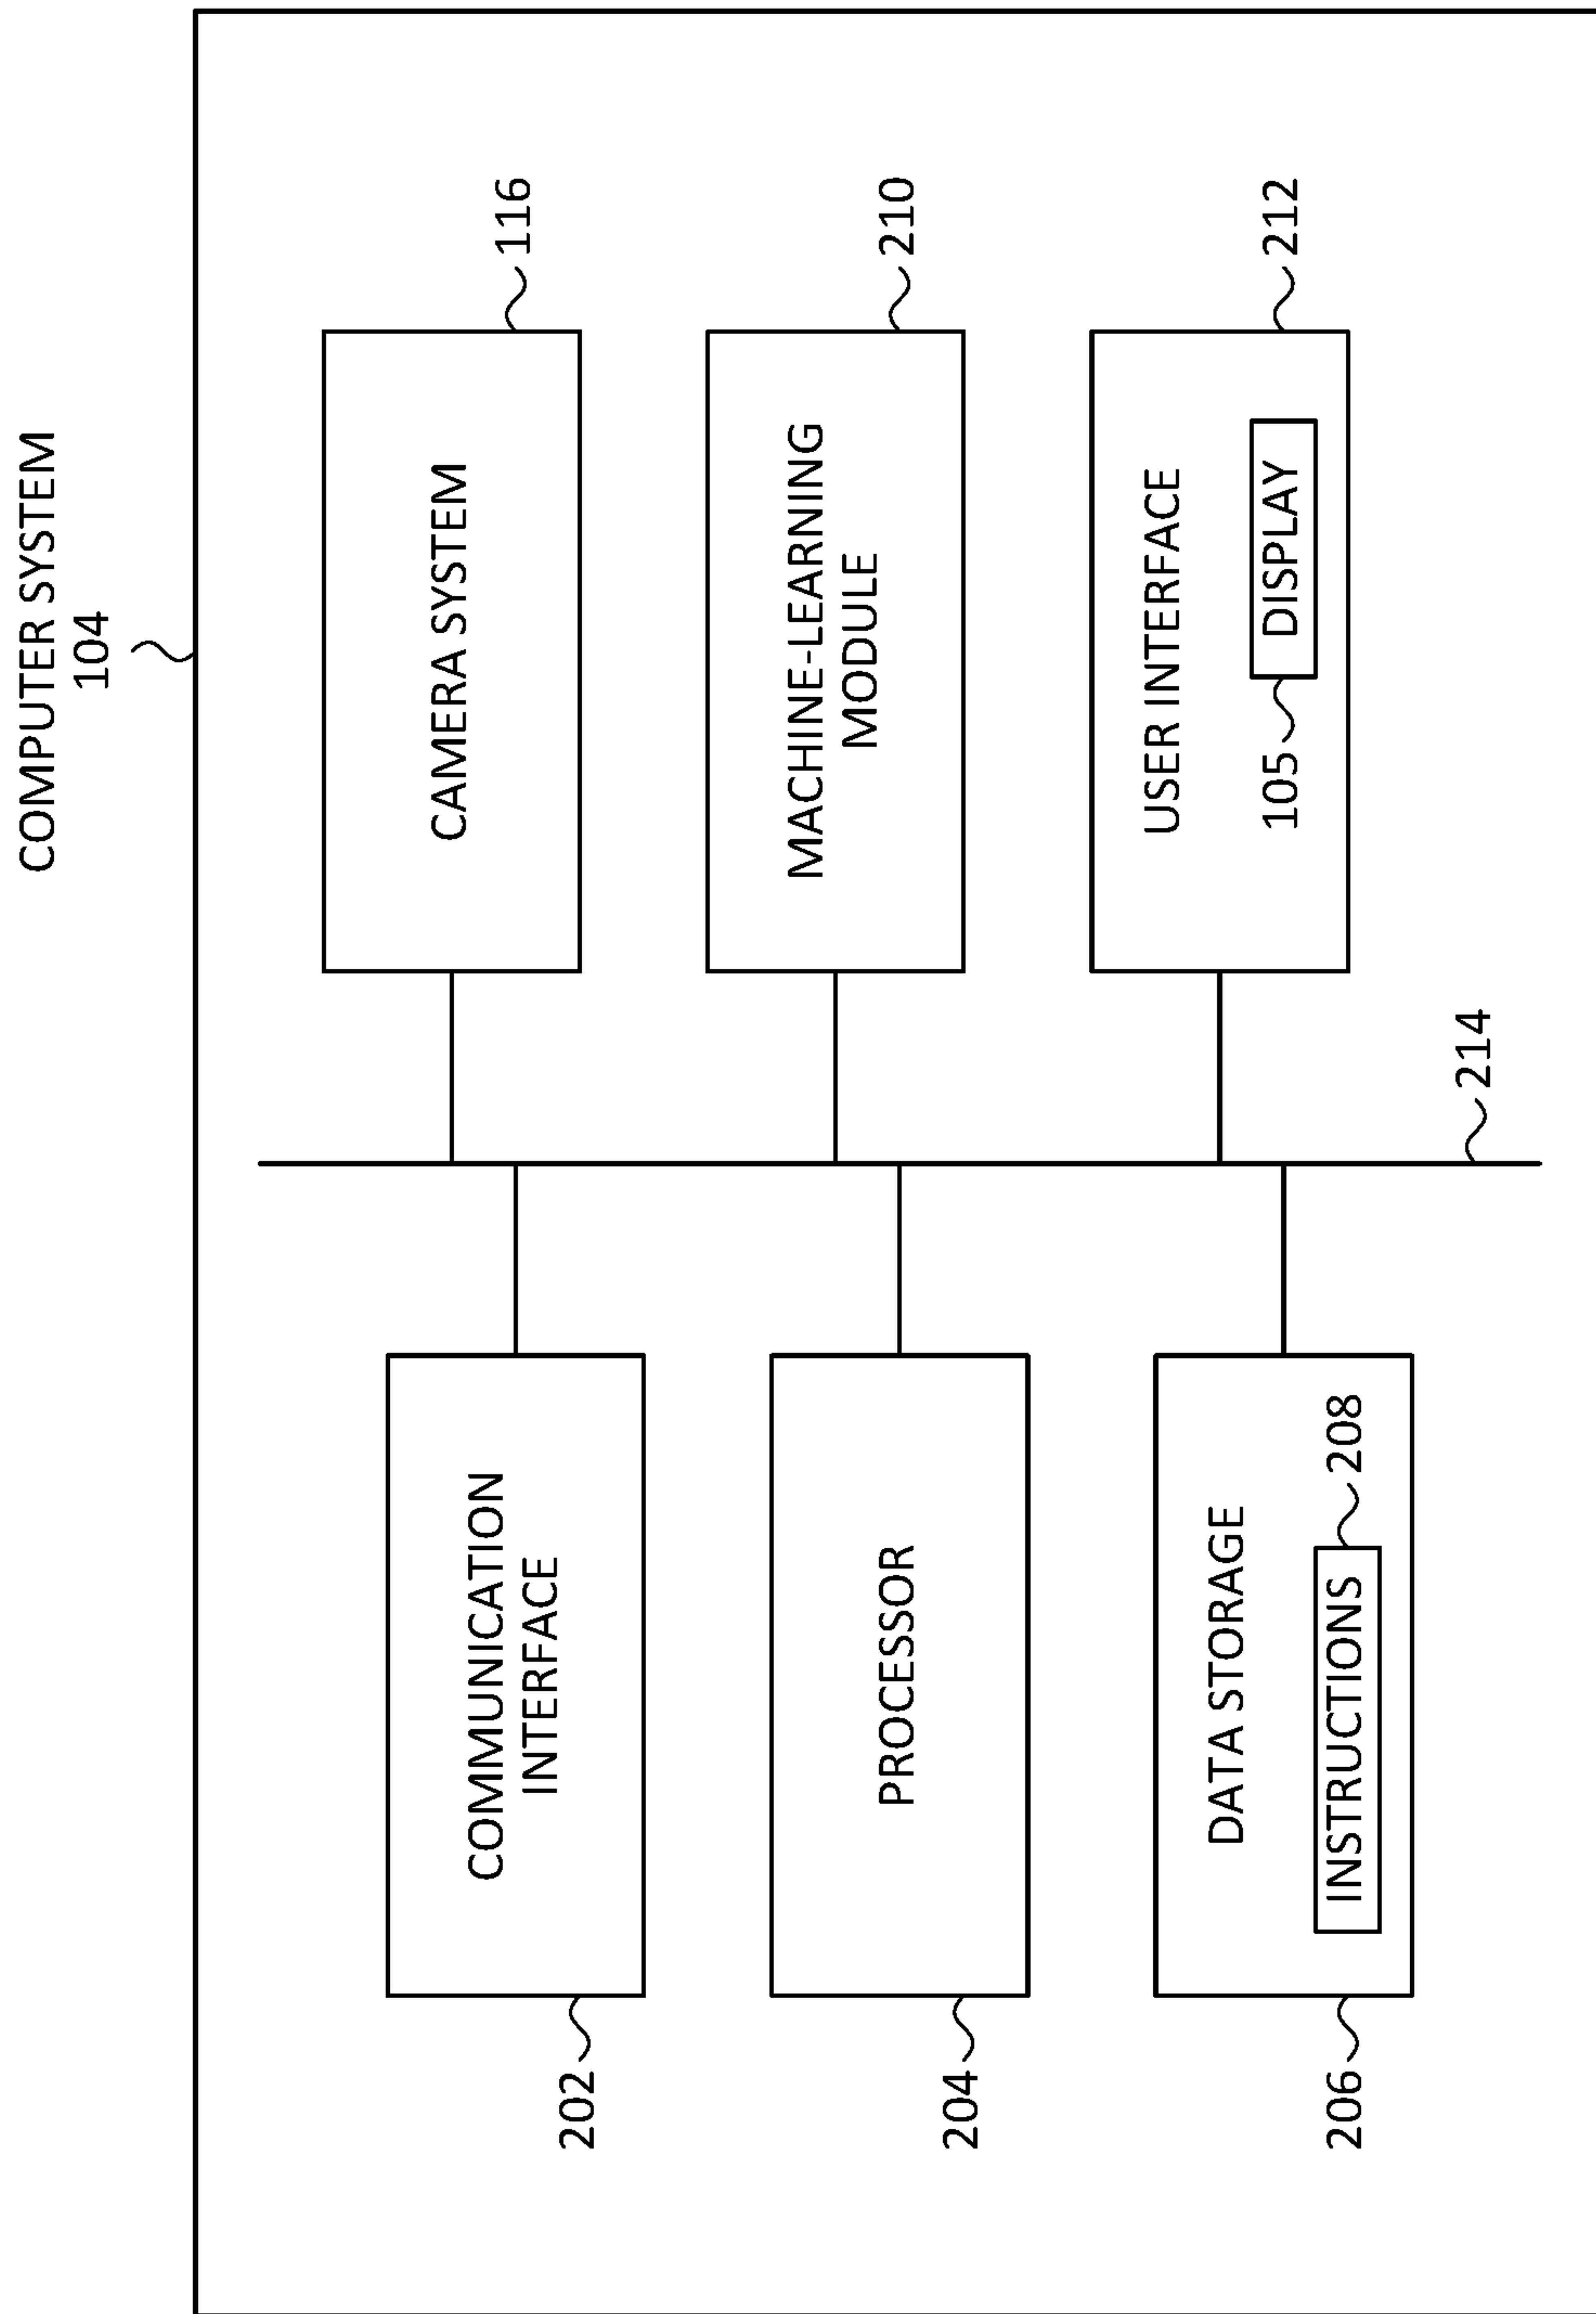 COMPUTER SYSTEM
104
COMMUNICATION
INTERFACE
202
CAMERA SYSTEM
116
PROCESSOR
204
MACHINE-LEARNING
MODULE
210
DATA STORAGE
INSTRUCTIONS
208
206
USER INTERFACE
105
DISPLAY
212
214